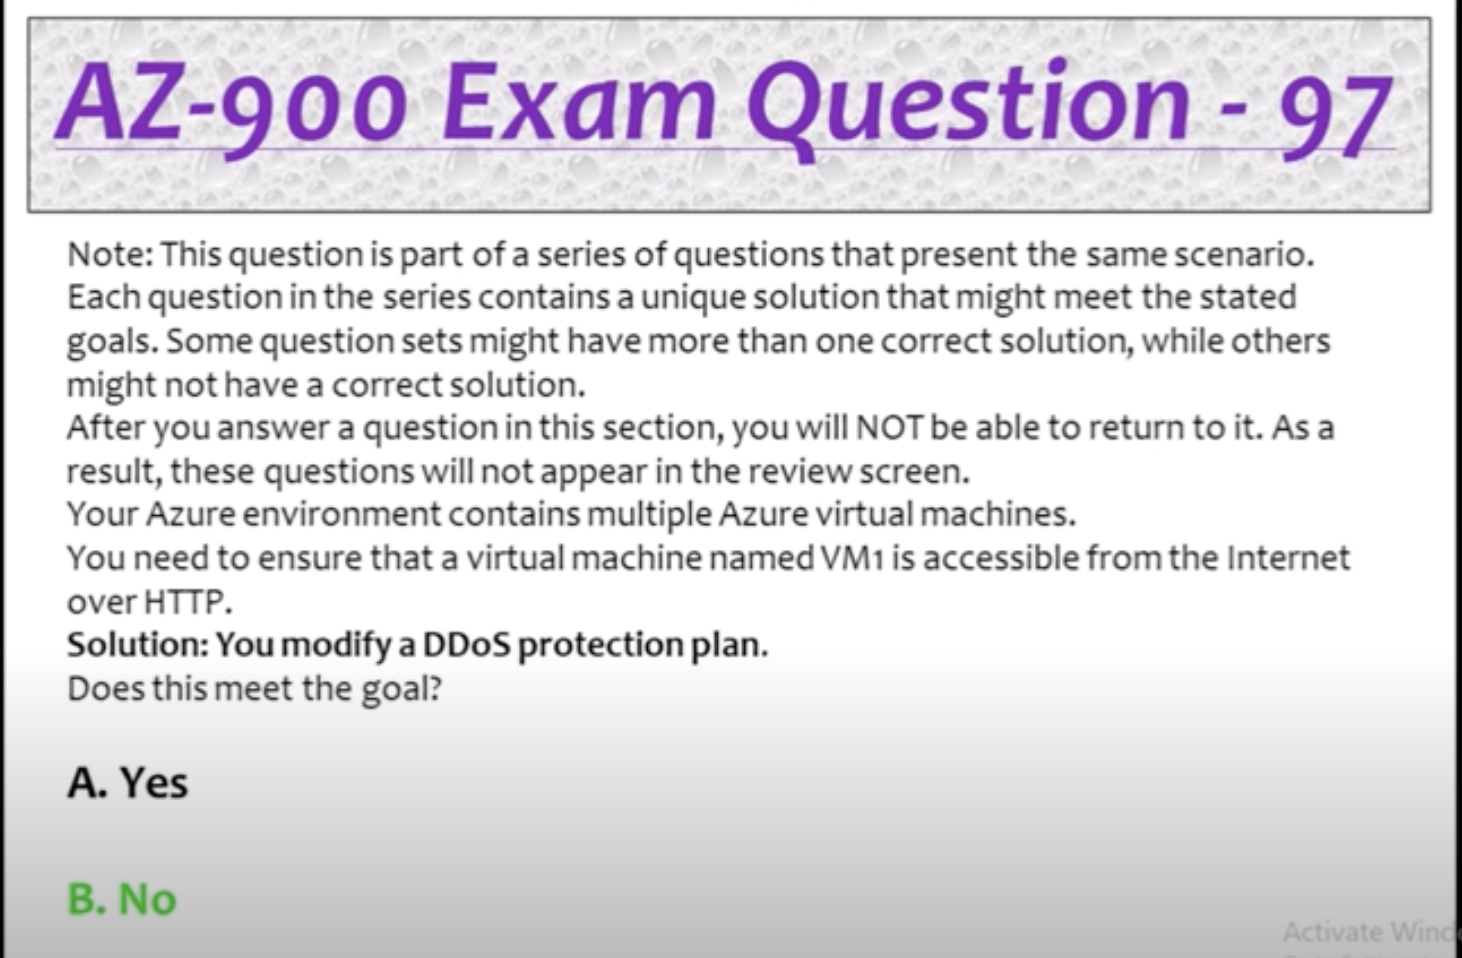 AZ-900 Exam Question - 97
Note: This question is part of a series of questions that present the same scenario.
Each question in the series contains a unique solution that might meet the stated
goals. Some question sets might have more than one correct solution, while others
might not have a correct solution.
After you answer a question in this section, you will NOT be able to return to it. As a
result, these questions will not appear in the review screen.
Your Azure environment contains multiple Azure virtual machines.
You need to ensure that a virtual machine named VM1 is accessible from the Internet
over HTTP.
Solution: You modify a DDoS protection plan.
Does this meet the goal?
A. Yes
B. No
Activate